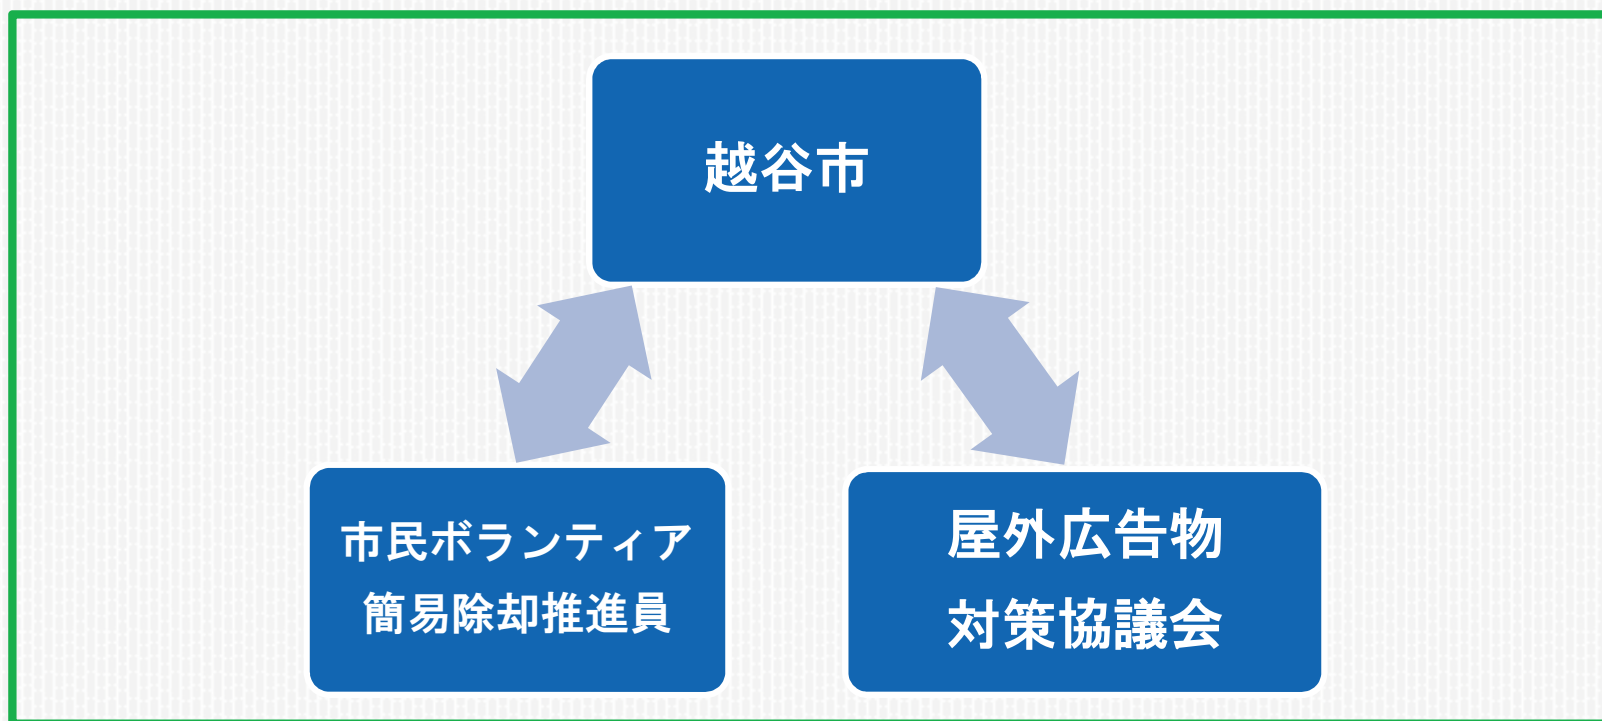 越谷市
市民ボランティア
簡易除却推進員
屋外広告物
対策協議会